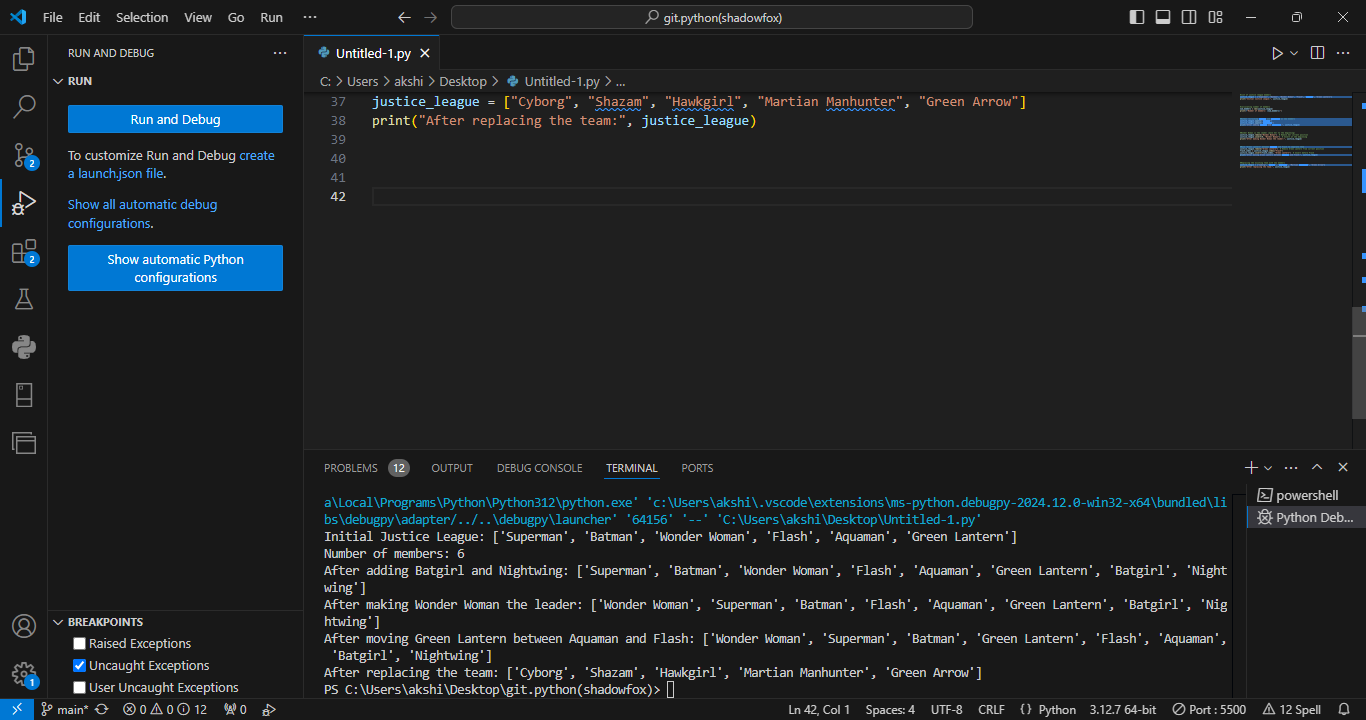 File Edit Selection View Go Run ···
git.python(shadowfox)
RUN AND DEBUG ···
RUN
Run and Debug
To customize Run and Debug create
a launch.json file.
Show all automatic debug
configurations.
Show automatic Python
configurations
2
2
1
BREAKPOINTS
Raised Exceptions
Uncaught Exceptions
User Uncaught Exceptions
Untitled-1.py
C: > Users > akshi > Desktop > Untitled-1.py > ...
37 justice_league = ["Cyborg", "Shazam", "Hawkgirl", "Martian Manhunter", "Green Arrow"]
38 print("After replacing the team:", justice_league)
39
40
41
42
PROBLEMS 12 OUTPUT DEBUG CONSOLE TERMINAL PORTS
a\Local\Programs\Python\Python312\python.exe' 'c:\Users\akshi\.vscode\extensions\ms-python.debugpy-2024.12.0-win32-x64\bundled\li
bs\debugpy\adapter/../..\debugpy\launcher' '64156' '--' 'C:\Users\akshi\Desktop\Untitled-1.py'
Initial Justice League: ['Superman', 'Batman', 'Wonder Woman', 'Flash', 'Aquaman', 'Green Lantern']
Number of members: 6
After adding Batgirl and Nightwing: ['Superman', 'Batman', 'Wonder Woman', 'Flash', 'Aquaman', 'Green Lantern', 'Batgirl', 'Night
wing']
After making Wonder Woman the leader: ['Wonder Woman', 'Superman', 'Batman', 'Flash', 'Aquaman', 'Green Lantern', 'Batgirl', 'Nig
htwing']
After moving Green Lantern between Aquaman and Flash: ['Wonder Woman', 'Superman', 'Batman', 'Green Lantern', 'Flash', 'Aquaman',
'Batgirl', 'Nightwing']
After replacing the team: ['Cyborg', 'Shazam', 'Hawkgirl', 'Martian Manhunter', 'Green Arrow']
PS C:\Users\akshi\Desktop\git.python(shadowfox)>
powershell
Python Deb...
main* 0 0 12 0 Ln 42, Col 1 Spaces: 4 UTF-8 CRLF {} Python 3.12.7 64-bit Port : 5500 12 Spell